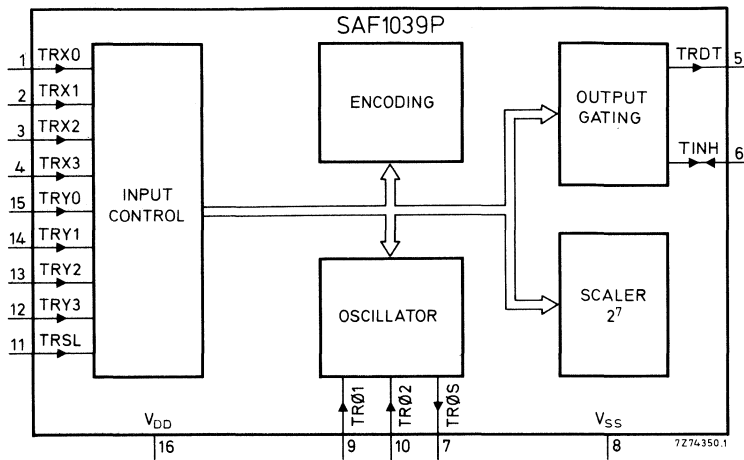 SAF1039P
1 TRX0
2 TRX1
3 TRX2
4 TRX3
15 TRY0
14 TRY1
13 TRY2
12 TRY3
11 TRSL
INPUT
CONTROL
ENCODING
OSCILLATOR
OUTPUT
GATING
SCALER
2⁷
TRDT 5
TINH 6
TRØ1
TRØ2
TRØS
V_DD
16
9
10
7
V_SS
8
7Z74350.1